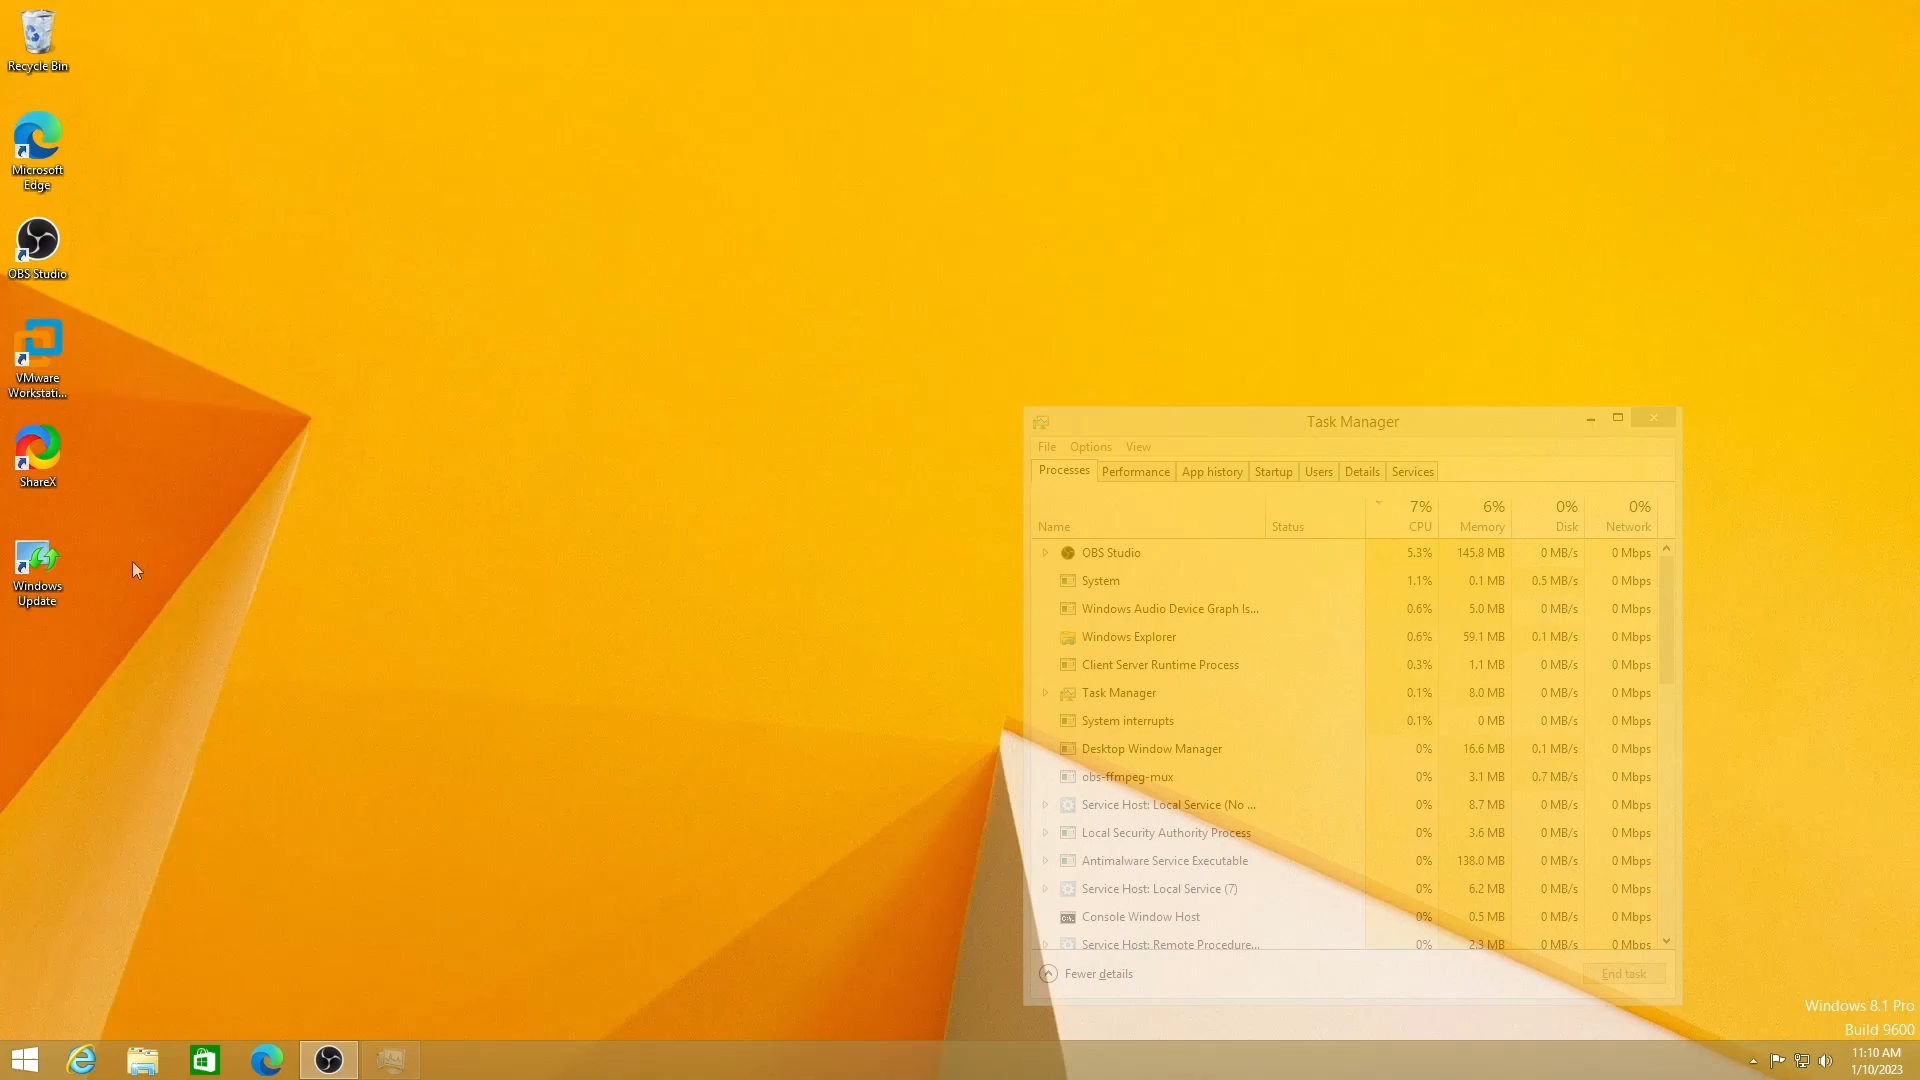 Recycle Bin
Microsoft
Edge
OBS Studio
VMware
Workstati...
ShareX
Windows
Update
Task Manager
File Options View
Processes Performance App history Startup Users Details Services
7% 6% 0% 0%
Name Status CPU Memory Disk Network
OBS Studio 5.3% 145.8 MB 0 MB/s 0 Mbps
System 1.1% 0.1 MB 0.5 MB/s 0 Mbps
Windows Audio Device Graph Is... 0.6% 5.0 MB 0 MB/s 0 Mbps
Windows Explorer 0.6% 59.1 MB 0.1 MB/s 0 Mbps
Client Server Runtime Process 0.3% 1.1 MB 0 MB/s 0 Mbps
Task Manager 0.1% 8.0 MB 0 MB/s 0 Mbps
System interrupts 0.1% 0 MB 0 MB/s 0 Mbps
Desktop Window Manager 0% 16.6 MB 0.1 MB/s 0 Mbps
obs-ffmpeg-mux 0% 3.1 MB 0.7 MB/s 0 Mbps
Service Host: Local Service (No ... 0% 8.7 MB 0 MB/s 0 Mbps
Local Security Authority Process 0% 3.6 MB 0 MB/s 0 Mbps
Antimalware Service Executable 0% 138.0 MB 0 MB/s 0 Mbps
Service Host: Local Service (7) 0% 6.2 MB 0 MB/s 0 Mbps
Console Window Host 0% 0.5 MB 0 MB/s 0 Mbps
Service Host: Remote Procedure... 0% 2.3 MB 0 MB/s 0 Mbps
Fewer details End task
Windows 8.1 Pro
Build 9600
11:10 AM
1/10/2023